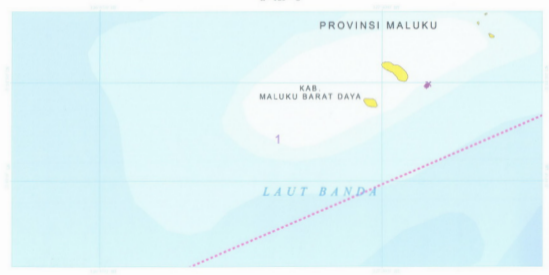 PROVINSI MALUKU
KAB.
MALUKU BARAT DAYA
1
LAUT BANDA